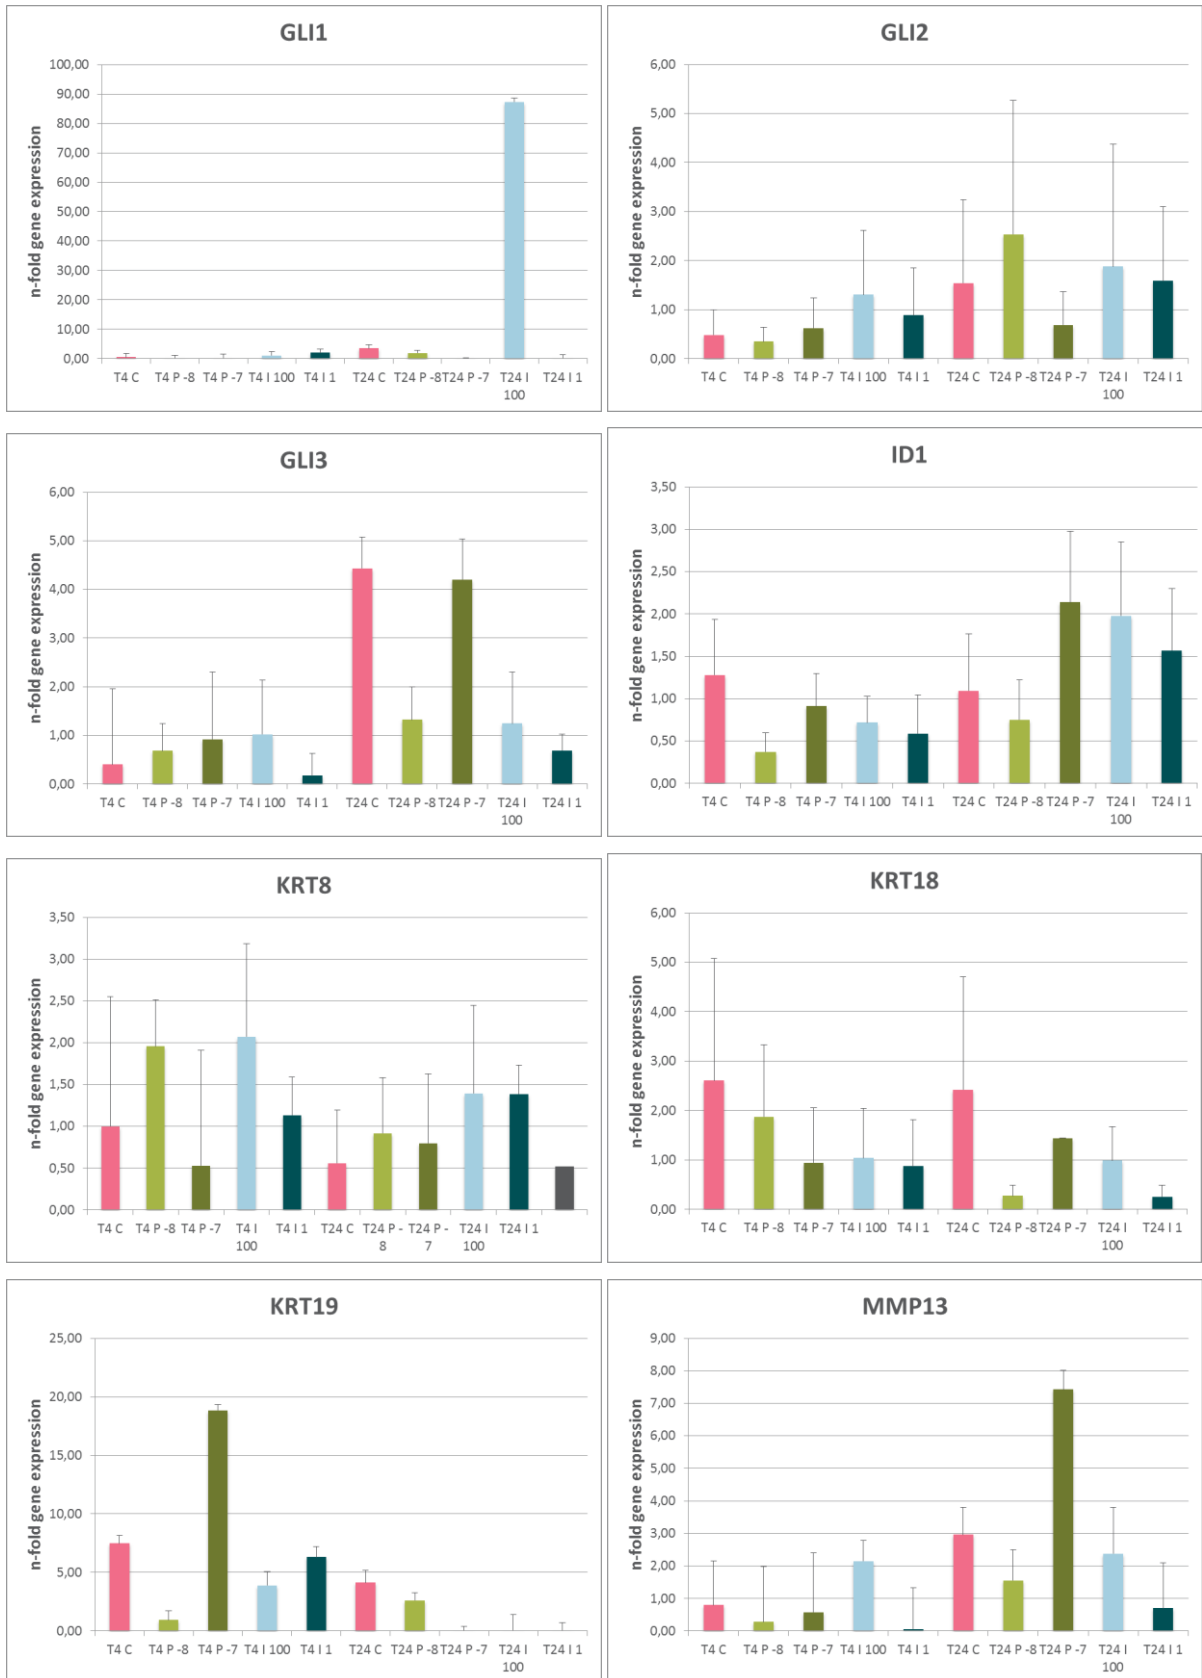 GLI1
n-fold gene expression
100,00
90,00
80,00
70,00
60,00
50,00
40,00
30,00
20,00
10,00
0,00
T4 C T4 P -8 T4 P -7 T4 I 100 T4 I 1 T24 C T24 P -8 T24 P -7 T24 I T24 I 1
100
GLI2
n-fold gene expression
6,00
5,00
4,00
3,00
2,00
1,00
0,00
T4 C T4 P -8 T4 P -7 T4 I 100 T4 I 1 T24 C T24 P -8 T24 P -7 T24 I T24 I 1
100
GLI3
n-fold gene expression
6,00
5,00
4,00
3,00
2,00
1,00
0,00
T4 C T4 P -8 T4 P -7 T4 I 100 T4 I 1 T24 C T24 P -8 T24 P -7 T24 I T24 I 1
100
ID1
n-fold gene expression
3,50
3,00
2,50
2,00
1,50
1,00
0,50
0,00
T4 C T4 P -8 T4 P -7 T4 I 100 T4 I 1 T24 C T24 P -8 T24 P -7 T24 I T24 I 1
100
KRT8
n-fold gene expression
3,50
3,00
2,50
2,00
1,50
1,00
0,50
0,00
T4 C T4 P -8 T4 P -7 T4 I T4 I 1 T24 C T24 P - T24 P - T24 I T24 I 1
100 8 7 100
KRT18
n-fold gene expression
6,00
5,00
4,00
3,00
2,00
1,00
0,00
T4 C T4 P -8 T4 P -7 T4 I 100 T4 I 1 T24 C T24 P -8 T24 P -7 T24 I T24 I 1
100
KRT19
n-fold gene expression
25,00
20,00
15,00
10,00
5,00
0,00
T4 C T4 P -8 T4 P -7 T4 I 100 T4 I 1 T24 C T24 P -8 T24 P -7 T24 I T24 I 1
100
MMP13
n-fold gene expression
9,00
8,00
7,00
6,00
5,00
4,00
3,00
2,00
1,00
0,00
T4 C T4 P -8 T4 P -7 T4 I 100 T4 I 1 T24 C T24 P -8 T24 P -7 T24 I T24 I 1
100